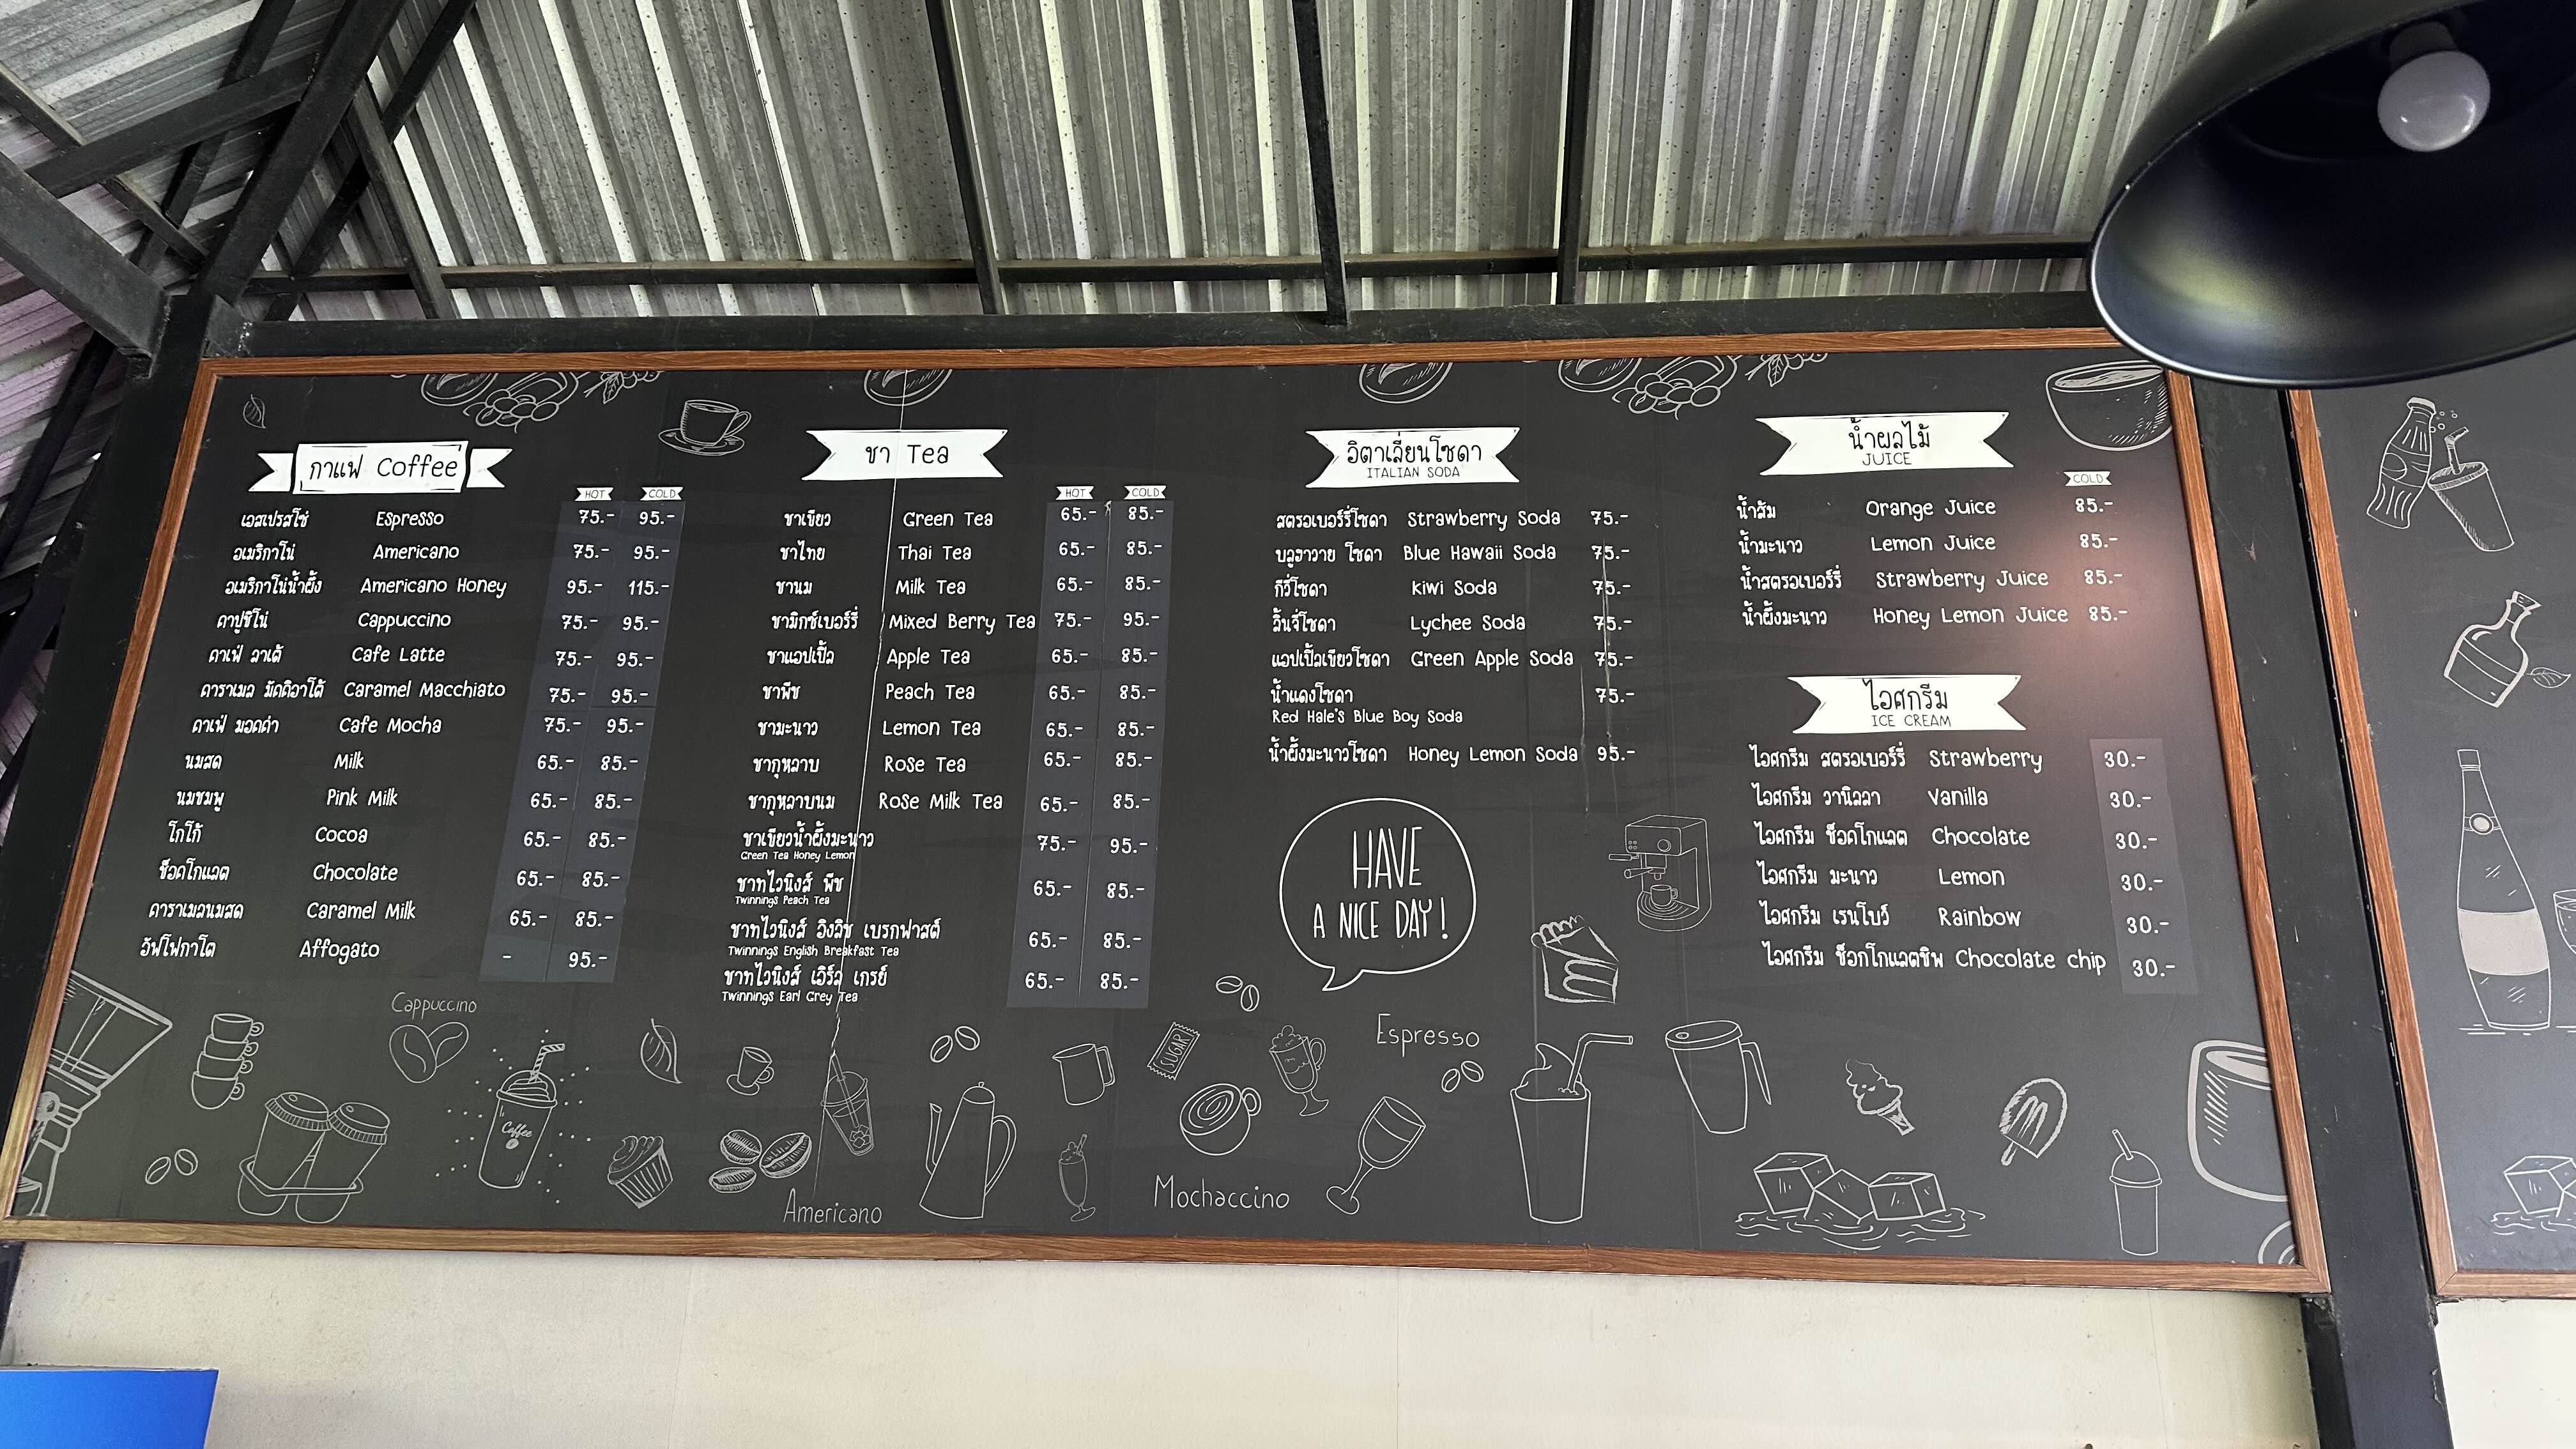 กาแฟ Coffee
HOT COLD
เอสเปรสโซ่ Espresso 75.- 95.-
อเมริกาโน่ Americano 75.- 95.-
อเมริกาโน่น้ำผึ้ง Americano Honey 95.- 115.-
คาปูชิโน่ Cappuccino 75.- 95.-
คาเฟ่ ลาเต้ Cafe Latte 75.- 95.-
คาราเมล มัคคิอาโต้ Caramel Macchiato 75.- 95.-
คาเฟ่ มอคค่า Cafe Mocha 75.- 95.-
นมสด Milk 65.- 85.-
นมชมพู Pink Milk 65.- 85.-
โกโก้ Cocoa 65.- 85.-
ช็อคโกแลต Chocolate 65.- 85.-
คาราเมลนมสด Caramel Milk 65.- 85.-
อัฟโฟกาโต Affogato - 95.-
ชา Tea
HOT COLD
ชาเขียว Green Tea 65.- 85.-
ชาไทย Thai Tea 65.- 85.-
ชานม Milk Tea 65.- 85.-
ชามิกซ์เบอร์รี่ Mixed Berry Tea 75.- 95.-
ชาแอปเปิ้ล Apple Tea 65.- 85.-
ชาพีช Peach Tea 65.- 85.-
ชามะนาว Lemon Tea 65.- 85.-
ชากุหลาบ Rose Tea 65.- 85.-
ชากุหลาบนม Rose Milk Tea 65.- 85.-
ชาเขียวน้ำผึ้งมะนาว 75.- 95.-
Green Tea Honey Lemon
ชาทไวนิงส์ พีช 65.- 85.-
Twinnings Peach Tea
ชาทไวนิงส์ อิงลิช เบรกฟาสต์ 65.- 85.-
Twinnings English Breakfast Tea
ชาทไวนิงส์ เอิร์ล เกรย์ 65.- 85.-
Twinnings Earl Grey Tea
อิตาเลี่ยนโซดา
ITALIAN SODA
สตรอเบอร์รี่โซดา Strawberry Soda 75.-
บลูฮาวาย โซดา Blue Hawaii Soda 75.-
กีวี่โซดา Kiwi Soda 75.-
ลิ้นจี่โซดา Lychee Soda 75.-
แอปเปิ้ลเขียวโซดา Green Apple Soda 75.-
น้ำแดงโซดา 75.-
Red Hale's Blue Boy Soda
น้ำผึ้งมะนาวโซดา Honey Lemon Soda 95.-
HAVE
A NICE DAY!
น้ำผลไม้
JUICE
COLD
น้ำส้ม Orange Juice 85.-
น้ำมะนาว Lemon Juice 85.-
น้ำสตรอเบอร์รี่ Strawberry Juice 85.-
น้ำผึ้งมะนาว Honey Lemon Juice 85.-
ไอศกรีม
ICE CREAM
ไอศกรีม สตรอเบอร์รี่ Strawberry 30.-
ไอศกรีม วานิลลา Vanilla 30.-
ไอศกรีม ช็อคโกแลต Chocolate 30.-
ไอศกรีม มะนาว Lemon 30.-
ไอศกรีม เรนโบว์ Rainbow 30.-
ไอศกรีม ช็อกโกแลตชิพ Chocolate chip 30.-
Cappuccino
Coffee
Americano
SUGAR
Mochaccino
Espresso